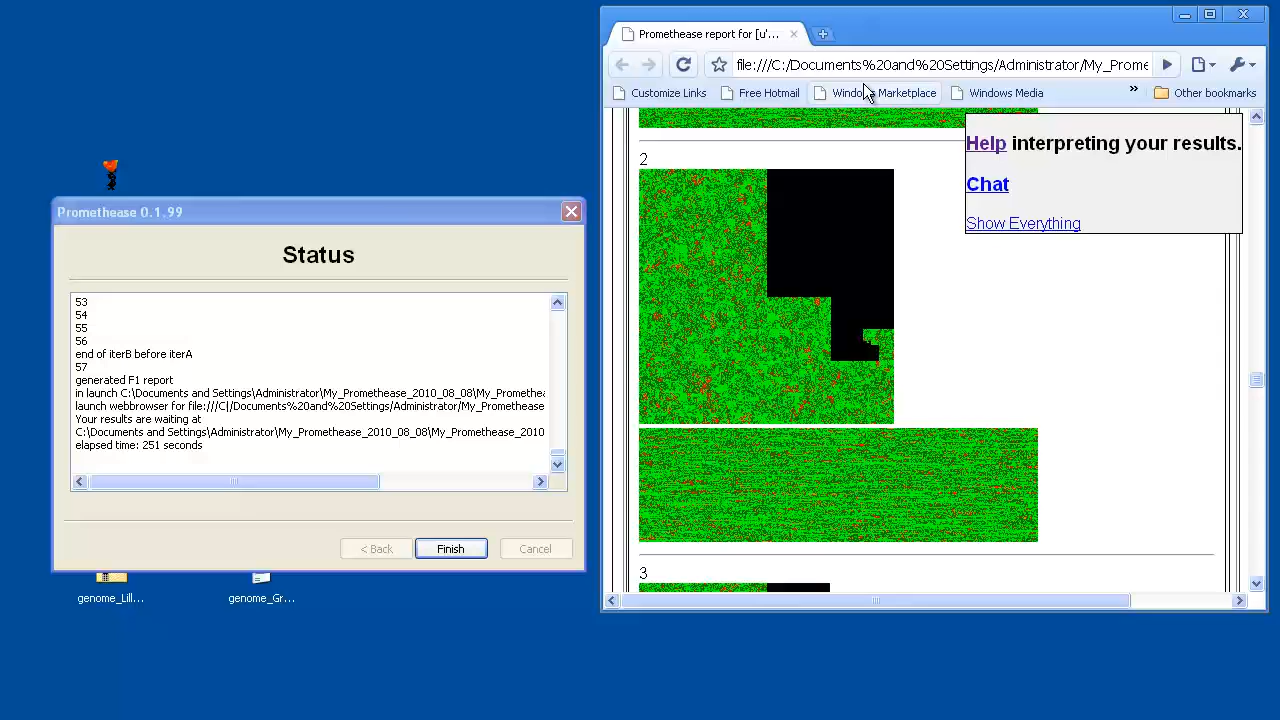 Promethease report for [u'...
file:///C:/Documents%20and%20Settings/Administrator/My_Prome
Customize Links
Free Hotmail
Windows Marketplace
Windows Media
»
Other bookmarks
Help interpreting your results.
Chat
Show Everything
2
3
Promethease 0.1.99
Status
53
54
55
56
end of iterB before iterA
57
generated F1 report
in launch C:\Documents and Settings\Administrator\My_Promethease_2010_08_08\My_Promethea
launch webbrowser for file:///C|/Documents%20and%20Settings/Administrator/My_Promethease
Your results are waiting at
C:\Documents and Settings\Administrator\My_Promethease_2010_08_08\My_Promethease_2010
elapsed time: 251 seconds
< Back
Finish
Cancel
genome_Lill...
genome_Gr...